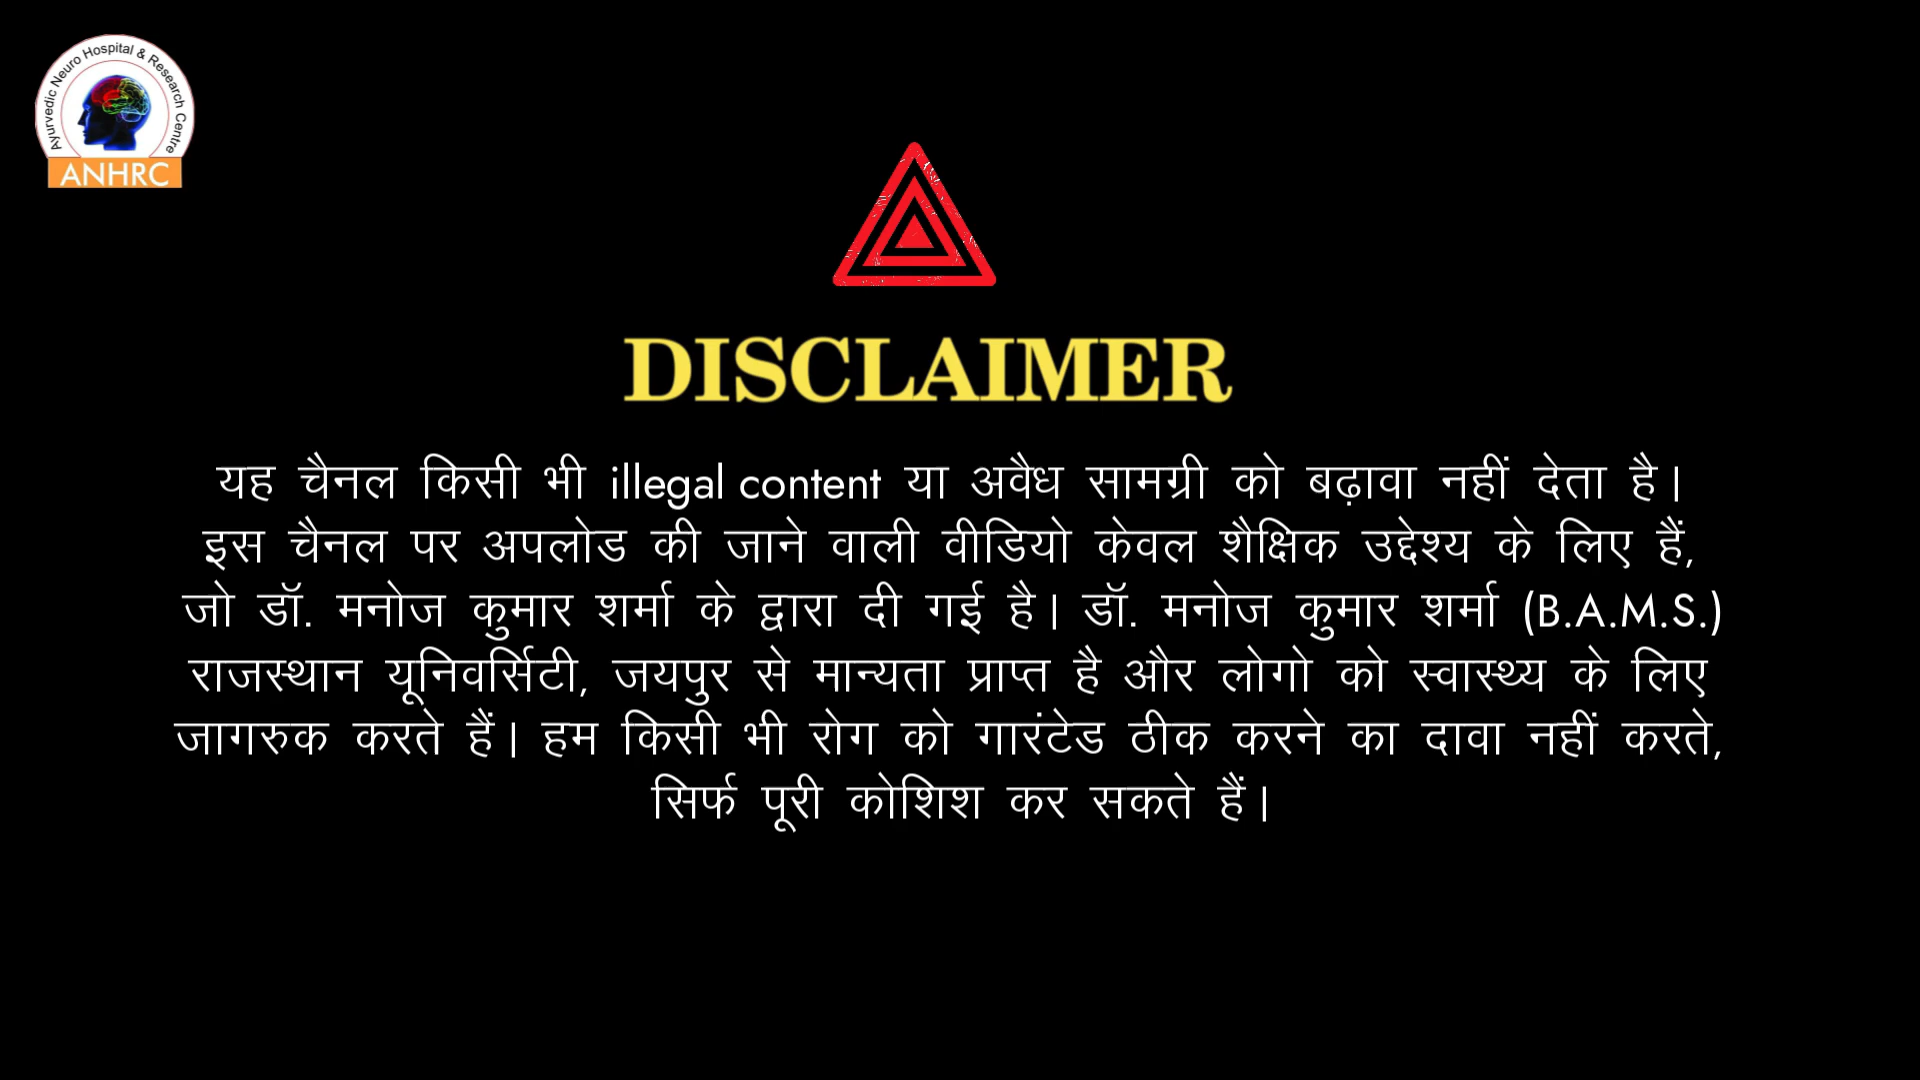 Ayurvedic Neuro Hospital & Research Centre
ANHRC
DISCLAIMER
यह चैनल किसी भी illegal content या अवैध सामग्री को बढ़ावा नहीं देता है।
इस चैनल पर अपलोड की जाने वाली वीडियो केवल शैक्षिक उद्देश्य के लिए हैं,
जो डॉ. मनोज कुमार शर्मा के द्वारा दी गई है। डॉ. मनोज कुमार शर्मा (B.A.M.S.)
राजस्थान यूनिवर्सिटी, जयपुर से मान्यता प्राप्त है और लोगो को स्वास्थ्य के लिए
जागरुक करते हैं। हम किसी भी रोग को गारंटेड ठीक करने का दावा नहीं करते,
सिर्फ पूरी कोशिश कर सकते हैं।